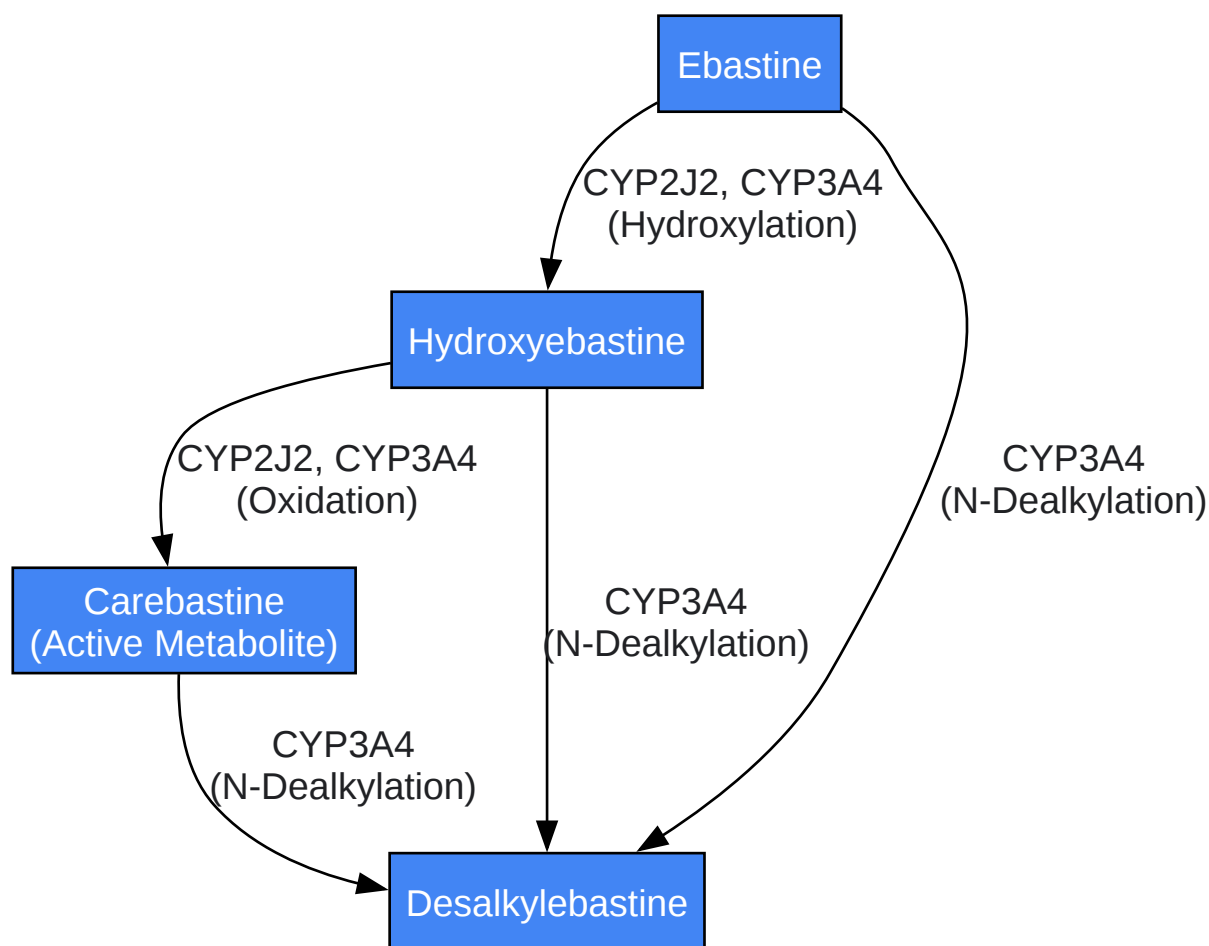 Ebastine
CYP2J2, CYP3A4
(Hydroxylation)
Hydroxyebastine
CYP2J2, CYP3A4
(Oxidation)
CYP3A4
(N-Dealkylation)
Carebastine
(Active Metabolite)
CYP3A4
(N-Dealkylation)
CYP3A4
(N-Dealkylation)
Desalkylebastine